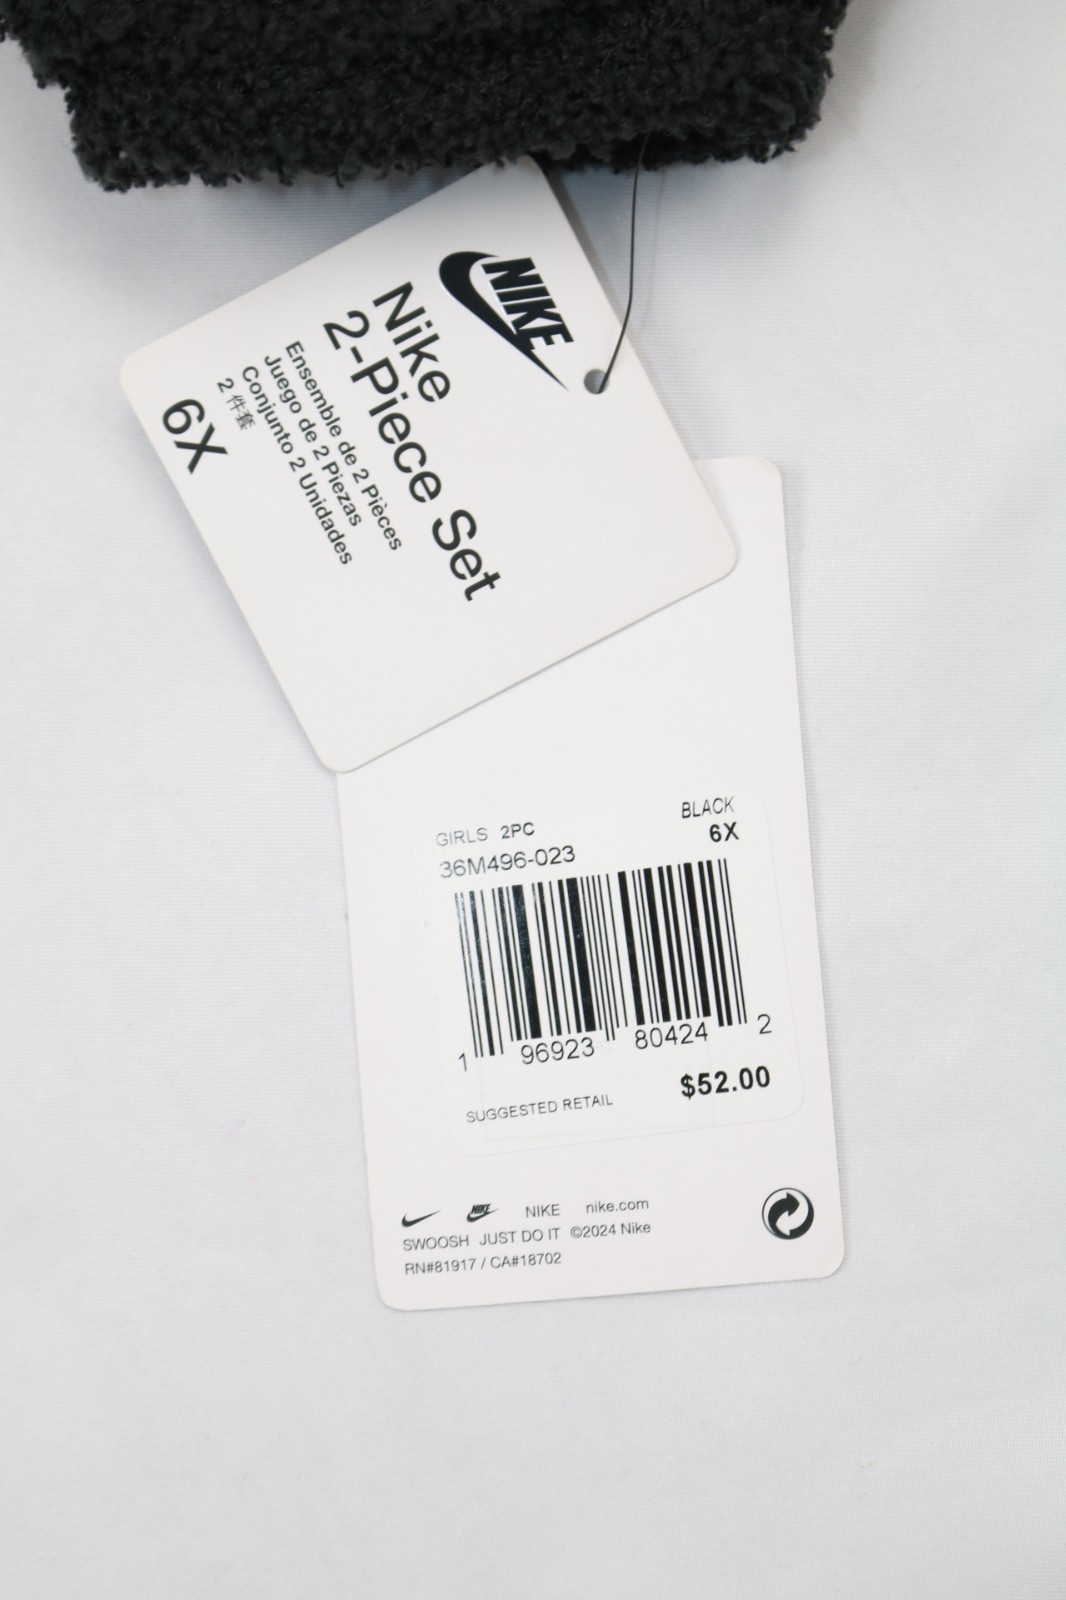 NIKE
Nike
2-Piece Set
Ensemble de 2 Pièces
Juego de 2 Piezas
Conjunto 2 Unidades
2 件套
6X
GIRLS 2PC BLACK
36M496-023 6X
1 96923 80424 2
SUGGESTED RETAIL $52.00
NIKE NIKE nike.com
SWOOSH JUST DO IT ©2024 Nike
RN#81917 / CA#18702